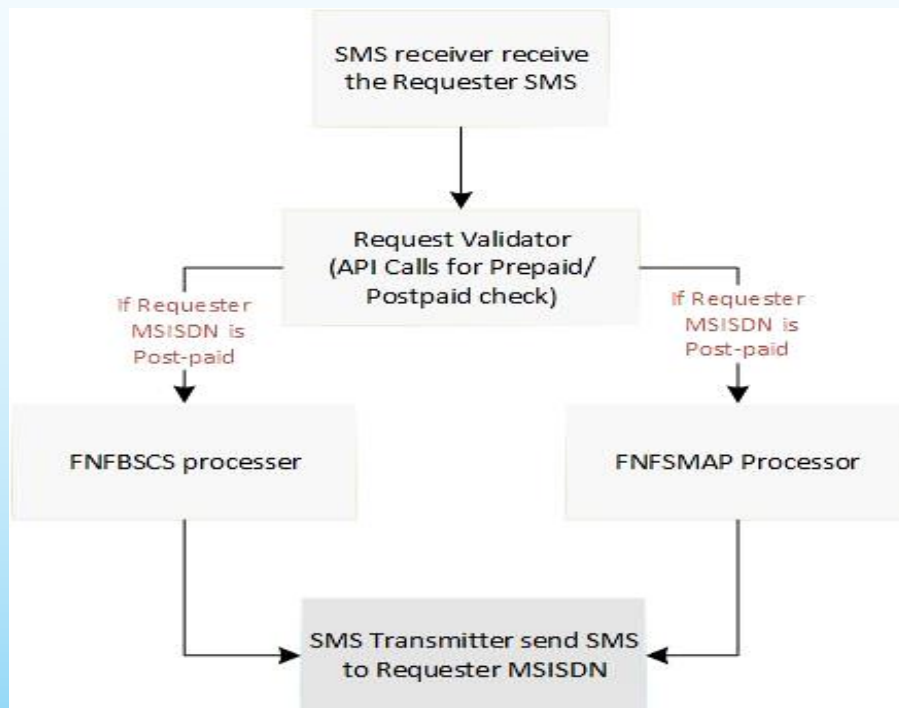 SMS receiver receive
the Requester SMS
Request Validator
(API Calls for Prepaid/
Postpaid check)
If Requester
MSISDN is
Post-paid
If Requester
MSISDN is
Post-paid
FNFBSCS processer
FNFSMAP Processor
SMS Transmitter send SMS
to Requester MSISDN